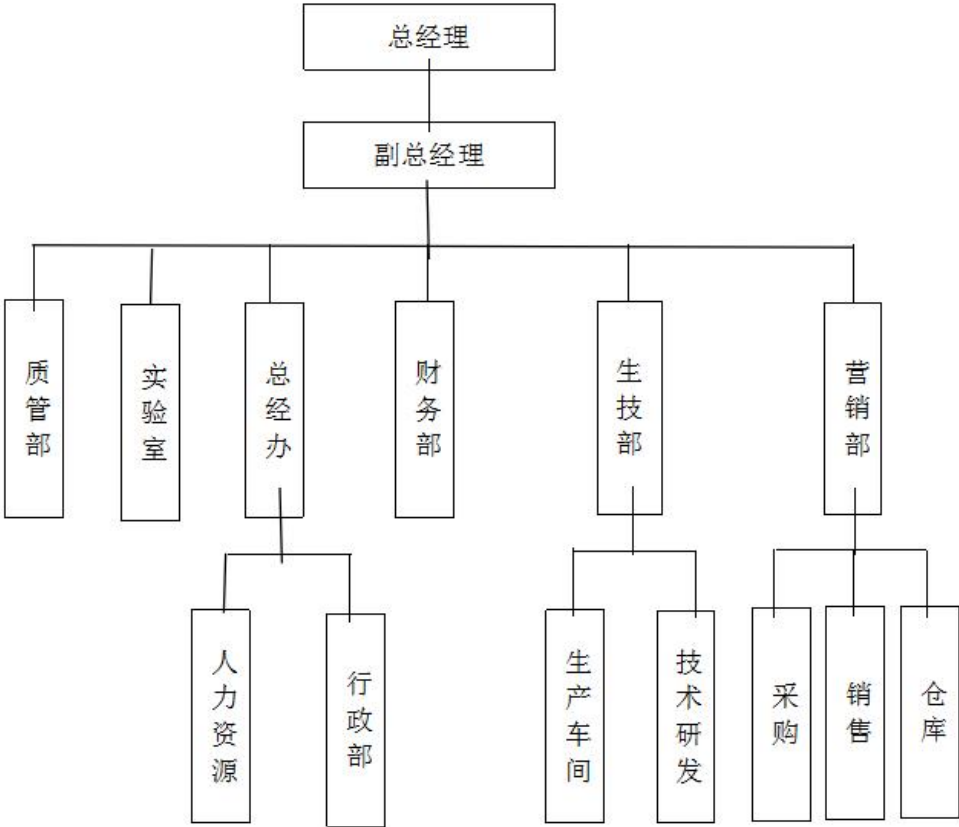 总经理
副总经理
质管部
实验室
总经办
财务部
生技部
营销部
人力资源
行政部
生产车间
技术研发
采购
销售
仓库